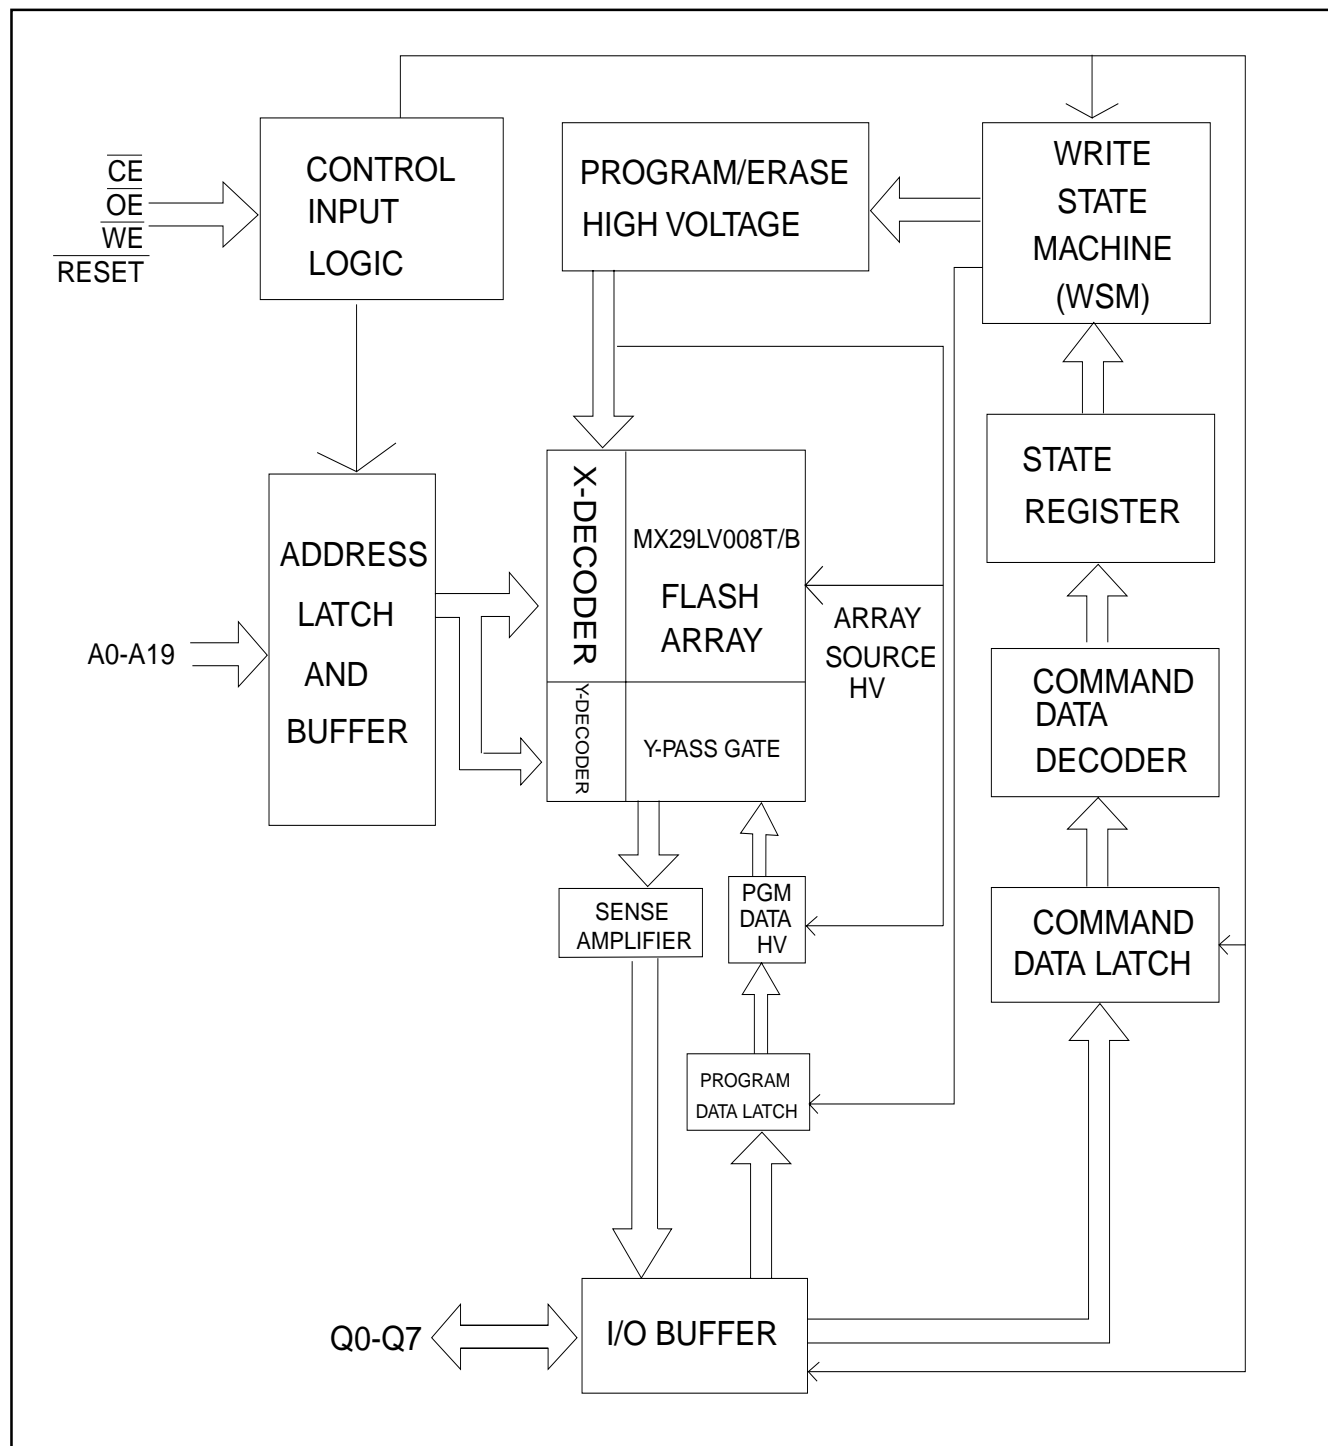 CE
OE
WE
RESET
CONTROL
INPUT
LOGIC
PROGRAM/ERASE
HIGH VOLTAGE
WRITE
STATE
MACHINE
(WSM)
STATE
REGISTER
A0-A19
ADDRESS
LATCH
AND
BUFFER
X-DECODER
MX29LV008T/B
FLASH
ARRAY
ARRAY
SOURCE
HV
Y-DECODER
Y-PASS GATE
COMMAND
DATA
DECODER
SENSE
AMPLIFIER
PGM
DATA
HV
COMMAND
DATA LATCH
PROGRAM
DATA LATCH
Q0-Q7
I/O BUFFER